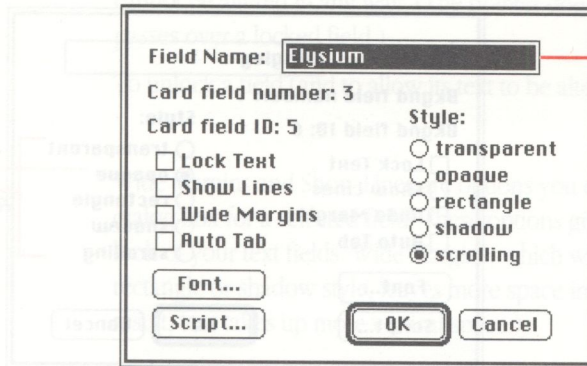 Field Name: Elysium
Card field number: 3
Card field ID: 5
Lock Text
Show Lines
Wide Margins
Auto Tab
Style:
transparent
opaque
rectangle
shadow
scrolling
Font...
Script...
OK
Cancel